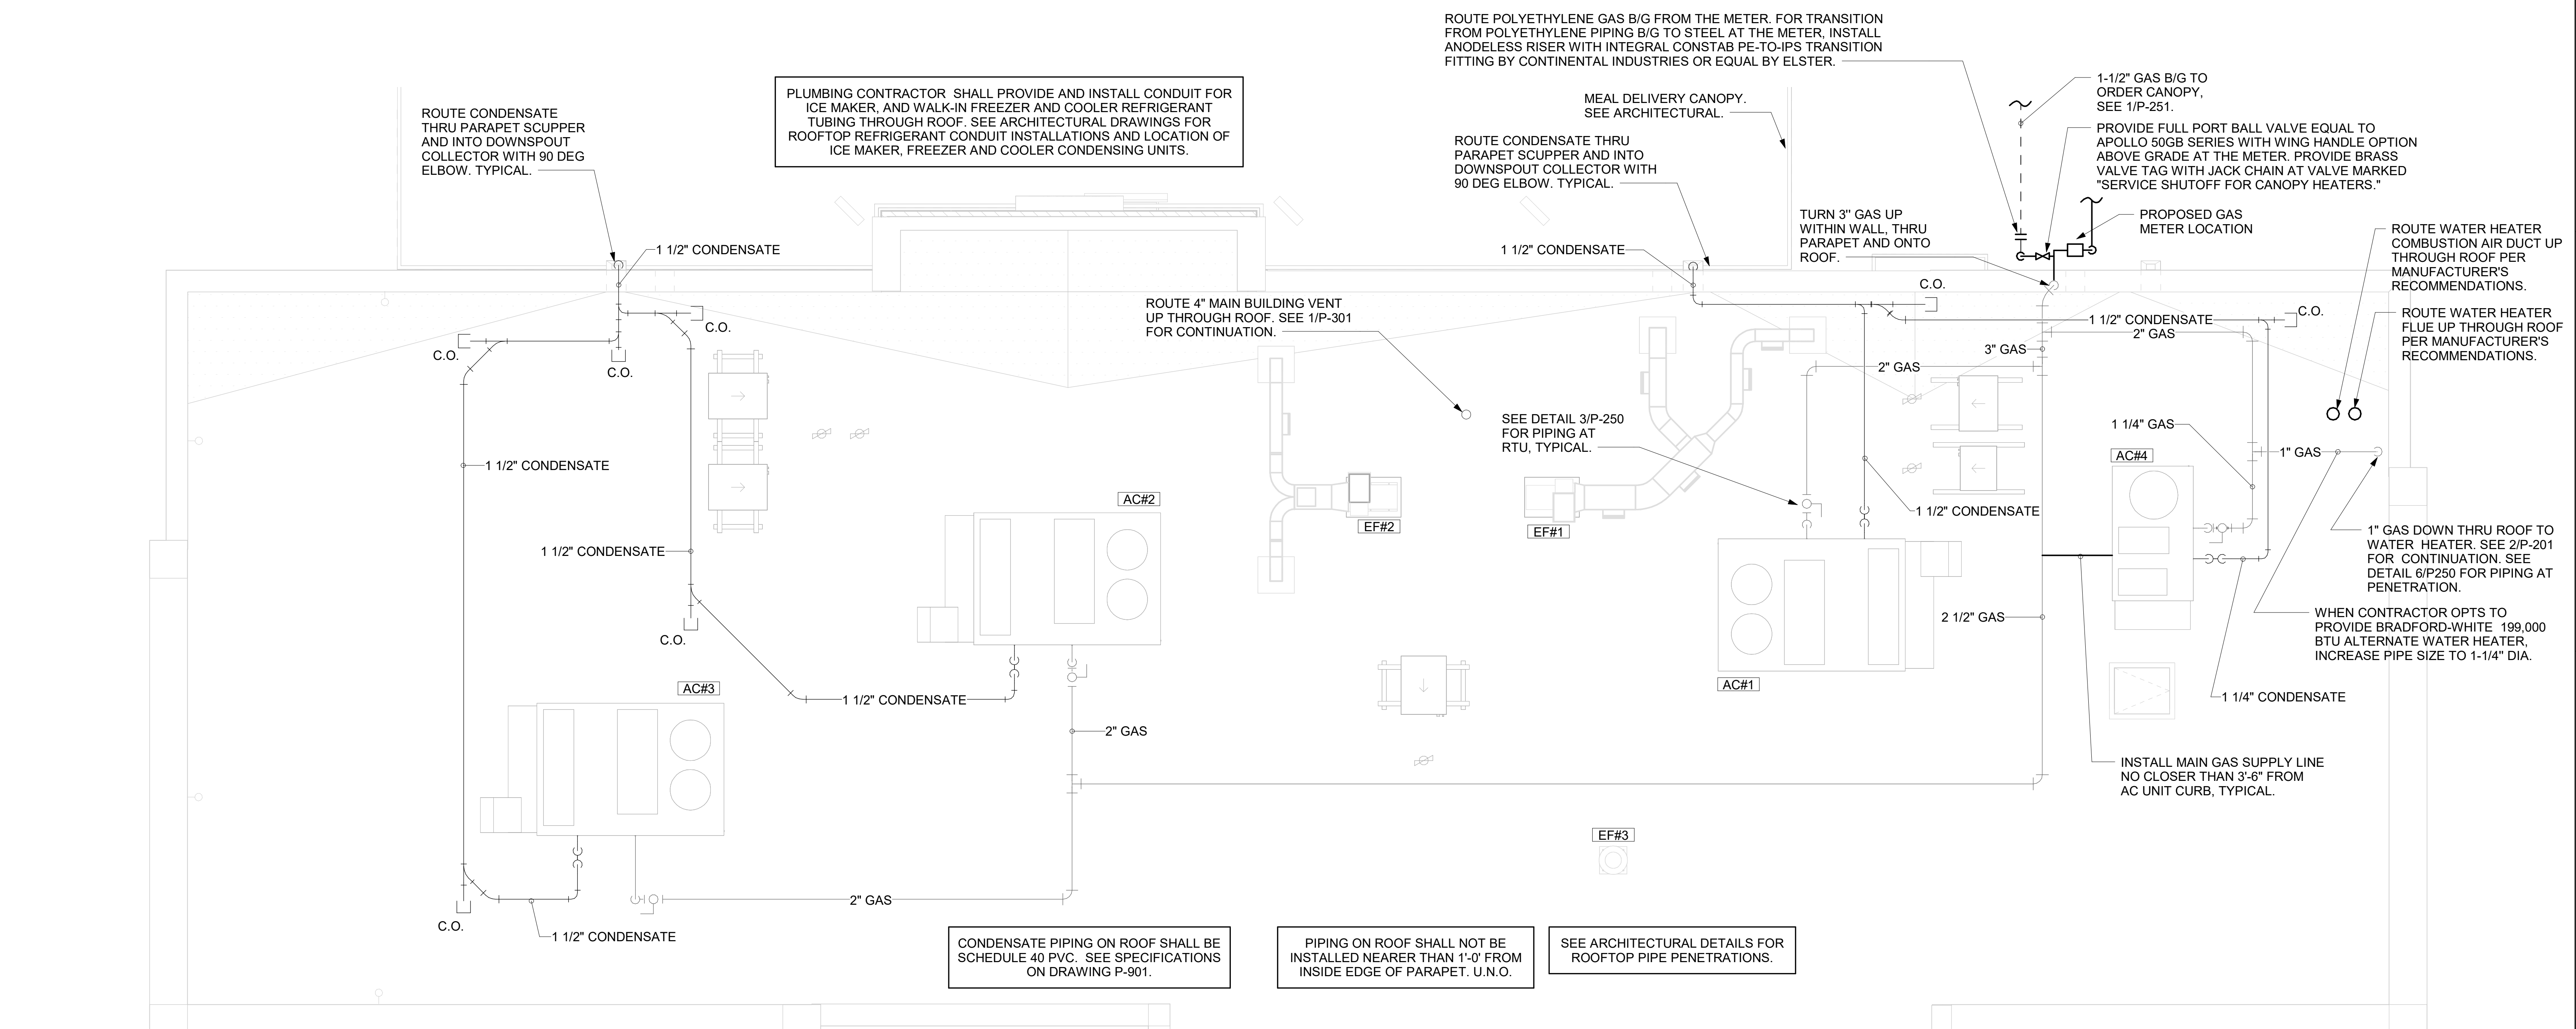 ROUTE POLYETHYLENE GAS B/G FROM THE METER. FOR TRANSITION
FROM POLYETHYLENE PIPING B/G TO STEEL AT THE METER, INSTALL
ANODELESS RISER WITH INTEGRAL CONSTAB PE-TO-IPS TRANSITION
FITTING BY CONTINENTAL INDUSTRIES OR EQUAL BY ELSTER.
1-1/2" GAS B/G TO
ORDER CANOPY,
SEE 1/P-251.
PLUMBING CONTRACTOR SHALL PROVIDE AND INSTALL CONDUIT FOR
ICE MAKER, AND WALK-IN FREEZER AND COOLER REFRIGERANT
TUBING THROUGH ROOF. SEE ARCHITECTURAL DRAWINGS FOR
ROOFTOP REFRIGERANT CONDUIT INSTALLATIONS AND LOCATION OF
ICE MAKER, FREEZER AND COOLER CONDENSING UNITS.
MEAL DELIVERY CANOPY.
SEE ARCHITECTURAL.
ROUTE CONDENSATE
THRU PARAPET SCUPPER
AND INTO DOWNSPOUT
COLLECTOR WITH 90 DEG
ELBOW. TYPICAL.
PROVIDE FULL PORT BALL VALVE EQUAL TO
APOLLO 50GB SERIES WITH WING HANDLE OPTION
ABOVE GRADE AT THE METER. PROVIDE BRASS
VALVE TAG WITH JACK CHAIN AT VALVE MARKED
"SERVICE SHUTOFF FOR CANOPY HEATERS."
ROUTE CONDENSATE THRU
PARAPET SCUPPER AND INTO
DOWNSPOUT COLLECTOR WITH
90 DEG ELBOW. TYPICAL.
TURN 3" GAS UP
WITHIN WALL, THRU
PARAPET AND ONTO
ROOF.
PROPOSED GAS
METER LOCATION
ROUTE WATER HEATER
COMBUSTION AIR DUCT UP
THROUGH ROOF PER
MANUFACTURER'S
RECOMMENDATIONS.
1 1/2" CONDENSATE
1 1/2" CONDENSATE
C.O.
ROUTE 4" MAIN BUILDING VENT
UP THROUGH ROOF. SEE 1/P-301
FOR CONTINUATION.
C.O.
ROUTE WATER HEATER
FLUE UP THROUGH ROOF
PER MANUFACTURER'S
RECOMMENDATIONS.
C.O.
1 1/2" CONDENSATE
2" GAS
3" GAS
C.O.
C.O.
2" GAS
SEE DETAIL 3/P-250
FOR PIPING AT
RTU, TYPICAL.
1 1/4" GAS
AC#4
1" GAS
1 1/2" CONDENSATE
AC#2
EF#2
EF#1
1 1/2" CONDENSATE
1" GAS DOWN THRU ROOF TO
WATER HEATER. SEE 2/P-201
FOR CONTINUATION. SEE
DETAIL 6/P250 FOR PIPING AT
PENETRATION.
1 1/2" CONDENSATE
WHEN CONTRACTOR OPTS TO
PROVIDE BRADFORD-WHITE 199,000
BTU ALTERNATE WATER HEATER,
INCREASE PIPE SIZE TO 1-1/4" DIA.
2 1/2" GAS
C.O.
AC#3
AC#1
1 1/2" CONDENSATE
1 1/4" CONDENSATE
2" GAS
INSTALL MAIN GAS SUPPLY LINE
NO CLOSER THAN 3'-6" FROM
AC UNIT CURB, TYPICAL.
EF#3
2" GAS
C.O.
1 1/2" CONDENSATE
CONDENSATE PIPING ON ROOF SHALL BE
SCHEDULE 40 PVC. SEE SPECIFICATIONS
ON DRAWING P-901.
PIPING ON ROOF SHALL NOT BE
INSTALLED NEARER THAN 1'-0' FROM
INSIDE EDGE OF PARAPET. U.N.O.
SEE ARCHITECTURAL DETAILS FOR
ROOFTOP PIPE PENETRATIONS.